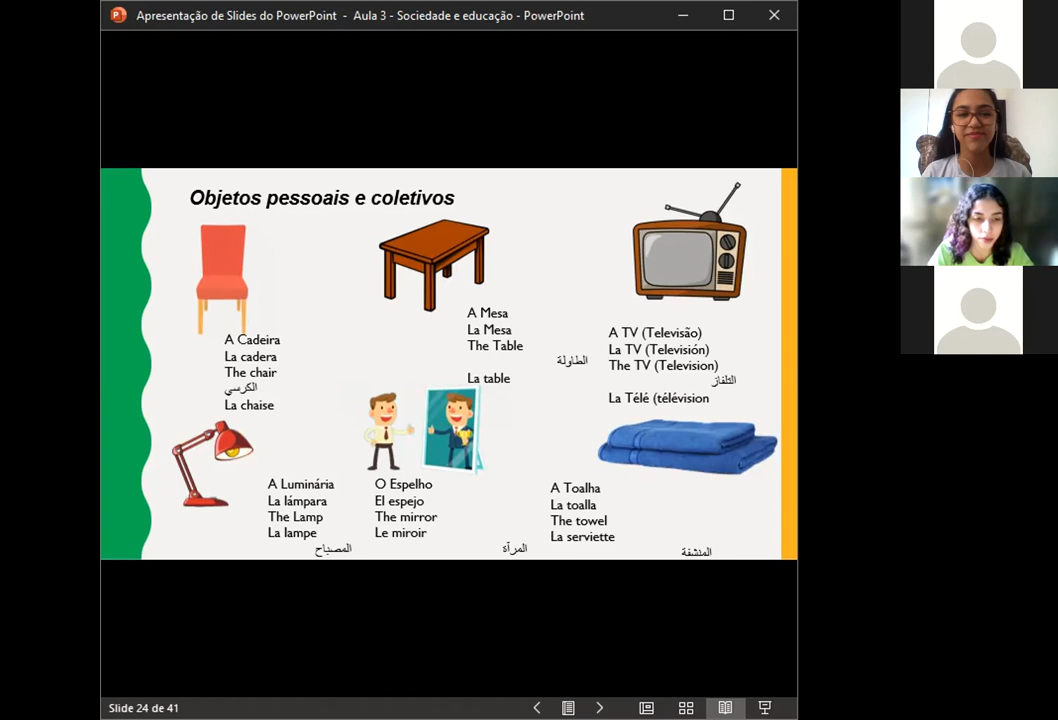 Apresentação de Slides do PowerPoint - Aula 3 - Sociedade e educação - PowerPoint
Objetos pessoais e coletivos
A Cadeira
La cadera
The chair
الكرسي
La chaise
A Mesa
La Mesa
The Table
الطاولة
La table
A TV (Televisão)
La TV (Televisión)
The TV (Television)
التلفاز
La Télé (télévision
A Luminária
La lámpara
The Lamp
La lampe
المصباح
O Espelho
El espejo
The mirror
Le miroir
المرآة
A Toalha
La toalla
The towel
La serviette
المنشفة
Slide 24 de 41